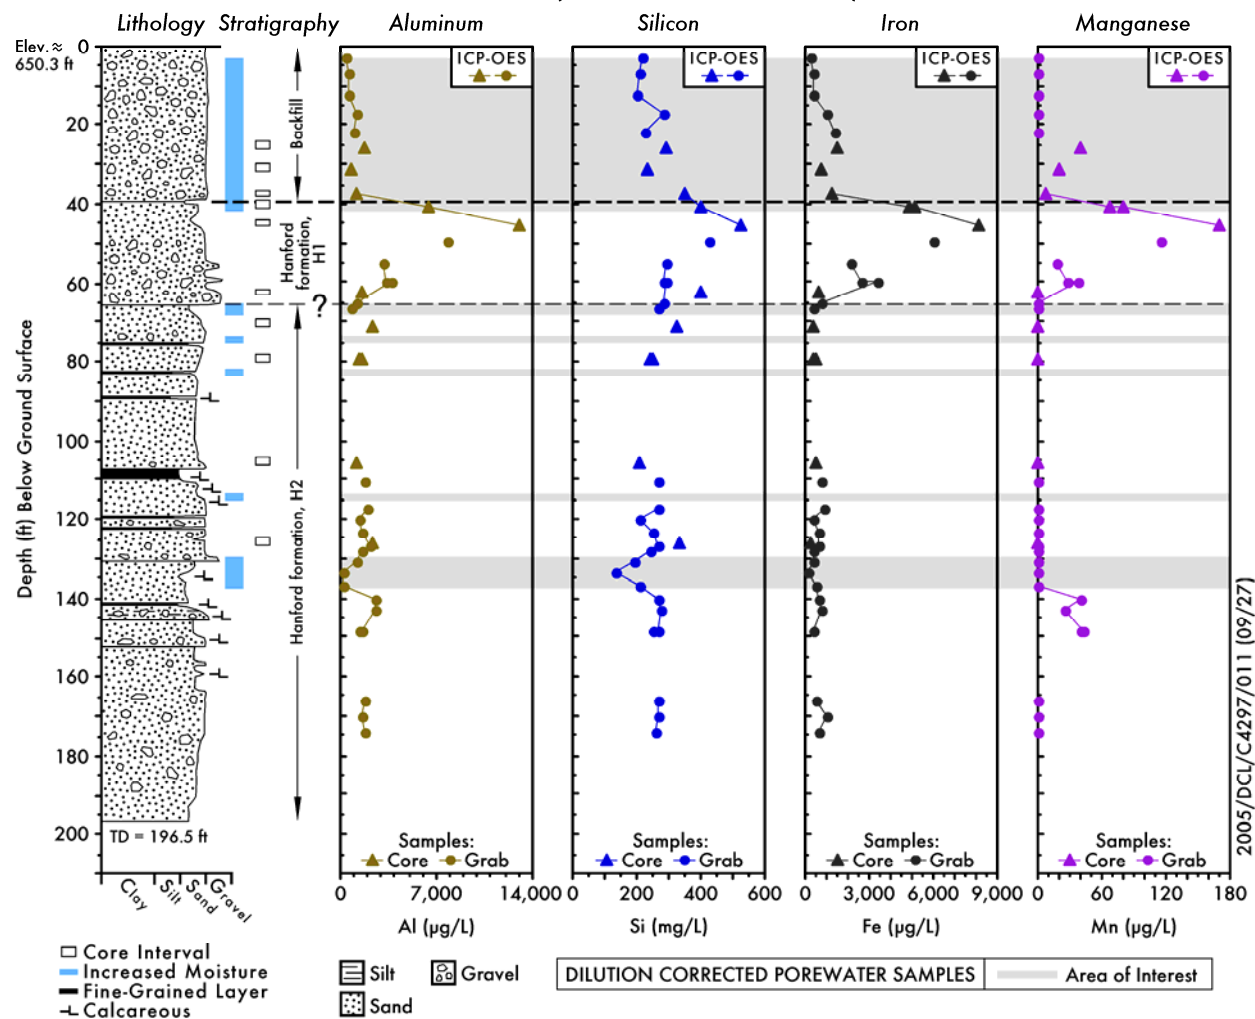 Lithology Stratigraphy Aluminum Silicon Iron Manganese
Elev. ≈
650.3 ft
0
20
40
60
80
100
120
140
160
180
200
Depth (ft) Below Ground Surface
TD = 196.5 ft
Clay Silt Sand Gravel
Backfill
Hanford
formation,
H1
?
Hanford formation, H2
ICP-OES
ICP-OES
ICP-OES
ICP-OES
Samples:
Core Grab
Samples:
Core Grab
Samples:
Core Grab
Samples:
Core Grab
0 7,000 14,000
0 200 400 600
0 3,000 6,000 9,000
0 60 120 180
Al (µg/L)
Si (mg/L)
Fe (µg/L)
Mn (µg/L)
2005/DCL/C4297/011 (09/27)
Core Interval
Increased Moisture
Fine-Grained Layer
Calcareous
Silt
Gravel
Sand
DILUTION CORRECTED POREWATER SAMPLES
Area of Interest